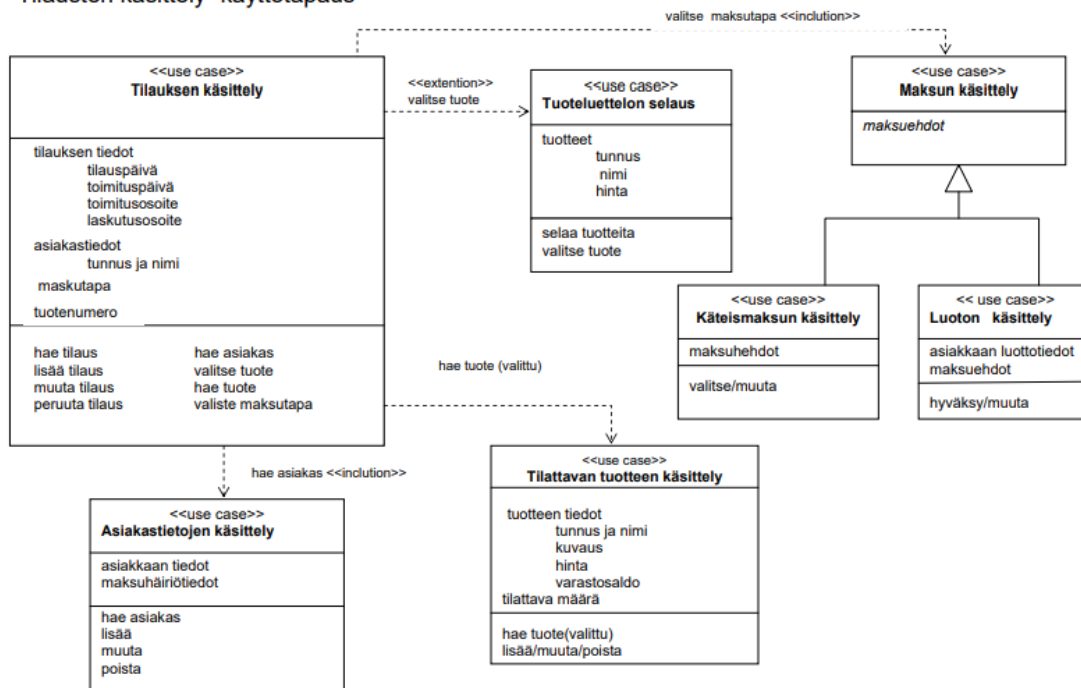 Tilausten käsittely -käyttötapaus
valitse maksutapa <<inclution>>
<<use case>>
Tilauksen käsittely
tilauksen tiedot
tilauspäivä
toimituspäivä
toimitusosoite
laskutusosoite
asiakastiedot
tunnus ja nimi
maskutapa
tuotenumero
hae tilaus hae asiakas
lisää tilaus valitse tuote
muuta tilaus hae tuote
peruuta tilaus valiste maksutapa
<<extention>>
valitse tuote
<<use case>>
Tuoteluettelon selaus
tuotteet
tunnus
nimi
hinta
selaa tuotteita
valitse tuote
<<use case>>
Maksun käsittely
maksuehdot
<<use case>>
Käteismaksun käsittely
maksuhehdot
valitse/muuta
<< use case>>
Luoton käsittely
asiakkaan luottotiedot
maksuehdot
hyväksy/muuta
hae tuote (valittu)
hae asiakas <<inclution>>
<<use case>>
Asiakastietojen käsittely
asiakkaan tiedot
maksuhäiriötiedot
hae asiakas
lisää
muuta
poista
<<use case>>
Tilattavan tuotteen käsittely
tuotteen tiedot
tunnus ja nimi
kuvaus
hinta
varastosaldo
tilattava määrä
hae tuote(valittu)
lisää/muuta/poista